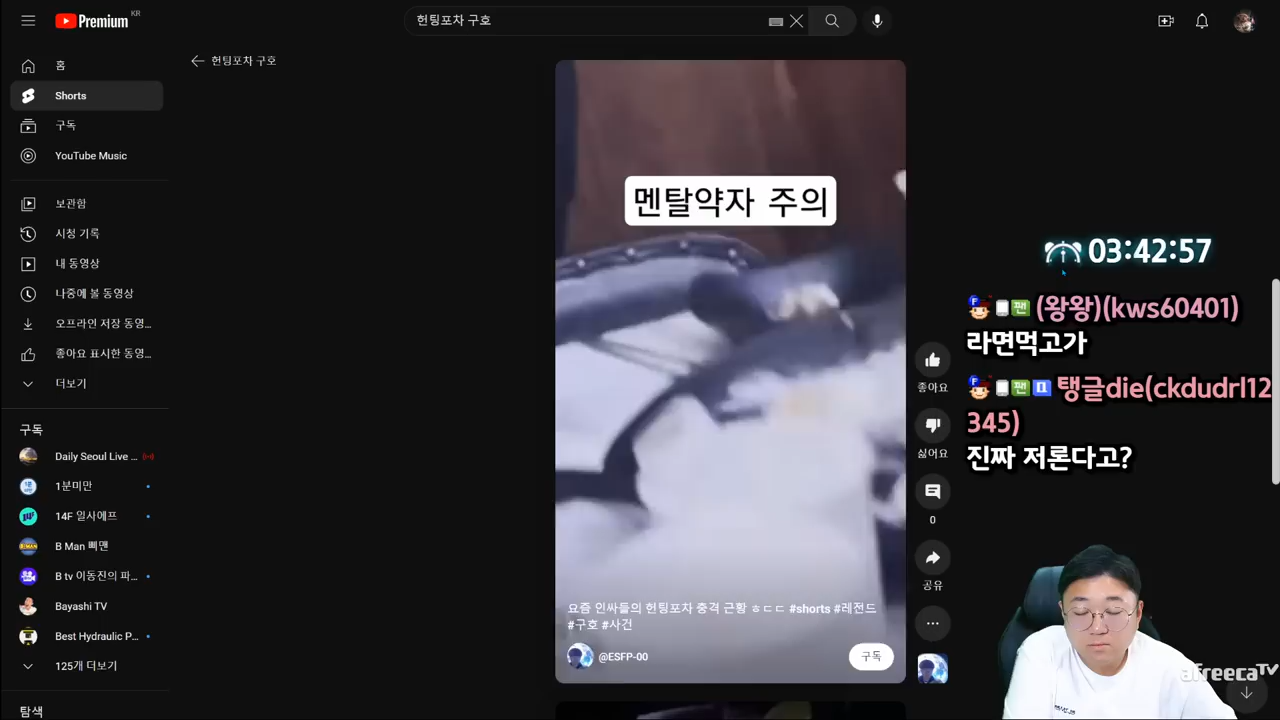 Premium KR
헌팅포차 구호
헌팅포차 구호
홈
Shorts
구독
YouTube Music
보관함
시청 기록
내 동영상
나중에 볼 동영상
오프라인 저장 동영...
좋아요 표시한 동영...
더보기
구독
Daily Seoul Live ...
1분미만
14F 일사에프
B Man 삐맨
B tv 이동진의 파...
Bayashi TV
Best Hydraulic P...
125개 더보기
탐색
멘탈약자 주의
요즘 인싸들의 헌팅포차 충격 근황 ㅎㄷㄷ #shorts #레전드
#구호 #사건
@ESFP-00
구독
좋아요
싫어요
0
공유
03:42:57
F 팬 (왕왕)(kws60401)
라면먹고가
F 팬 탱글die(ckdudrl12
345)
진짜 저론다고?
afreecaTV